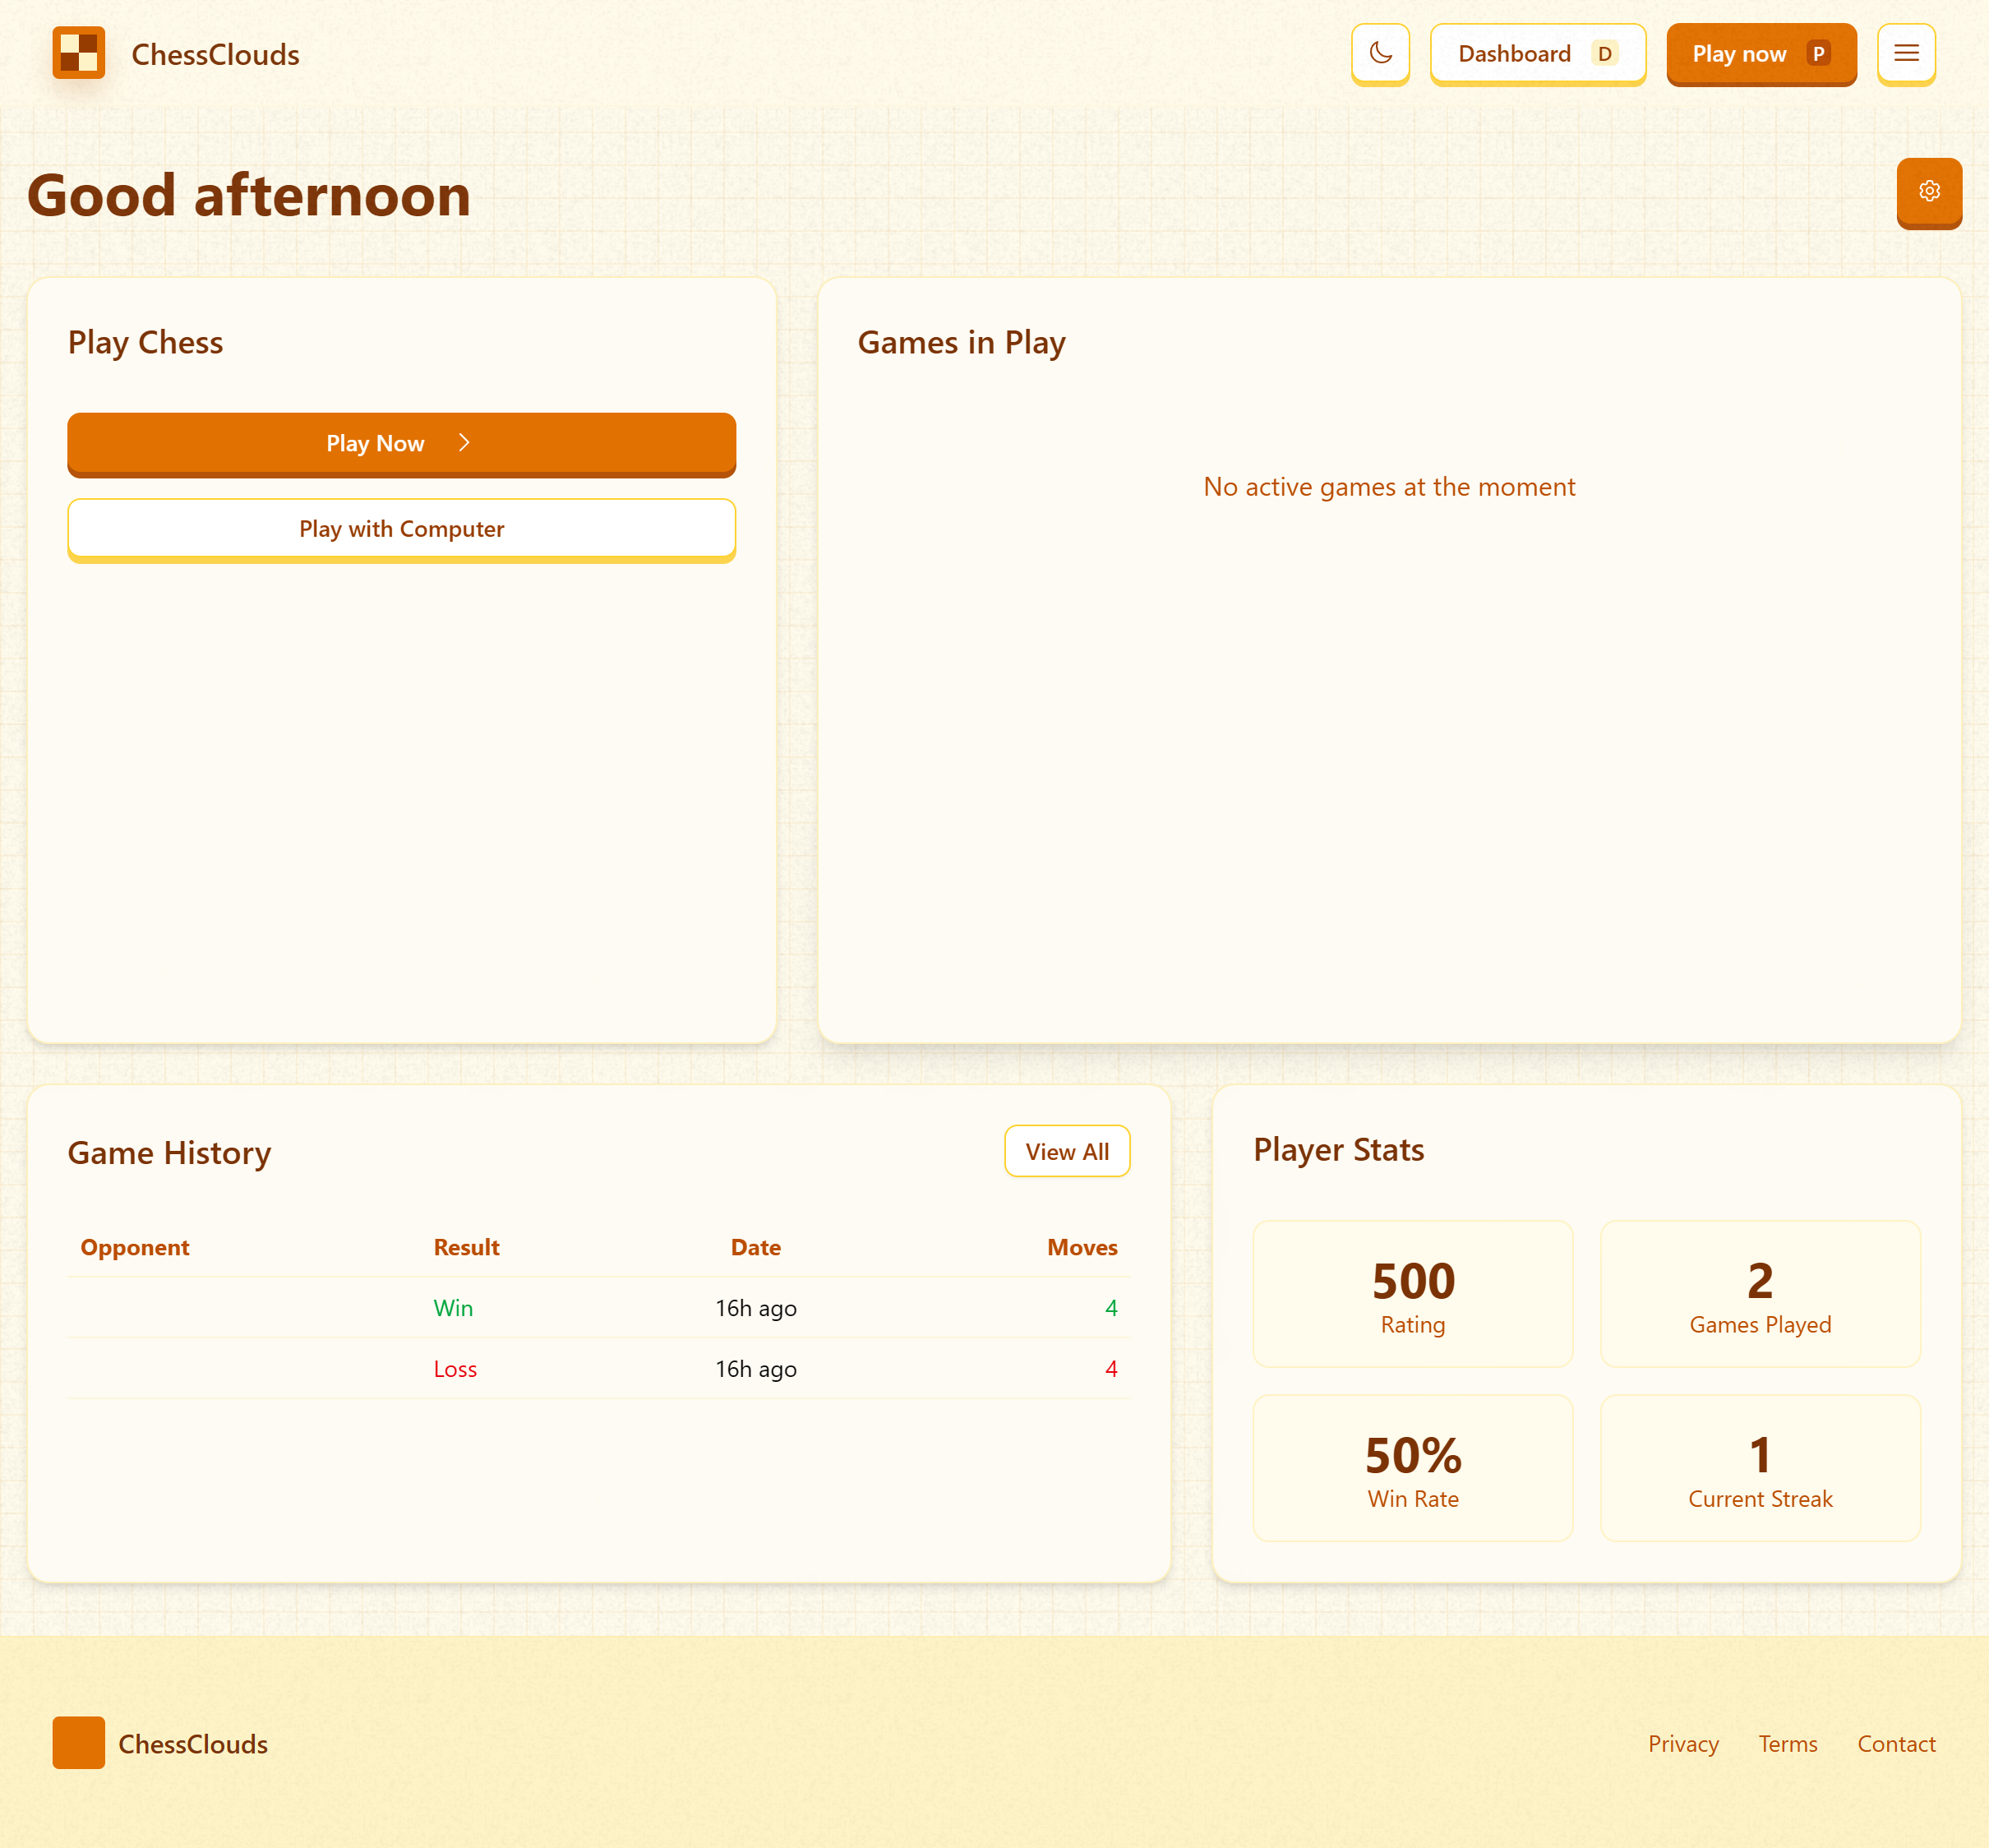 ChessClouds
Dashboard D
Play now P
Good afternoon
Play Chess
Play Now
Play with Computer
Games in Play
No active games at the moment
Game History
View All
Opponent Result Date Moves
Win 16h ago 4
Loss 16h ago 4
Player Stats
500
Rating
2
Games Played
50%
Win Rate
1
Current Streak
ChessClouds
Privacy Terms Contact